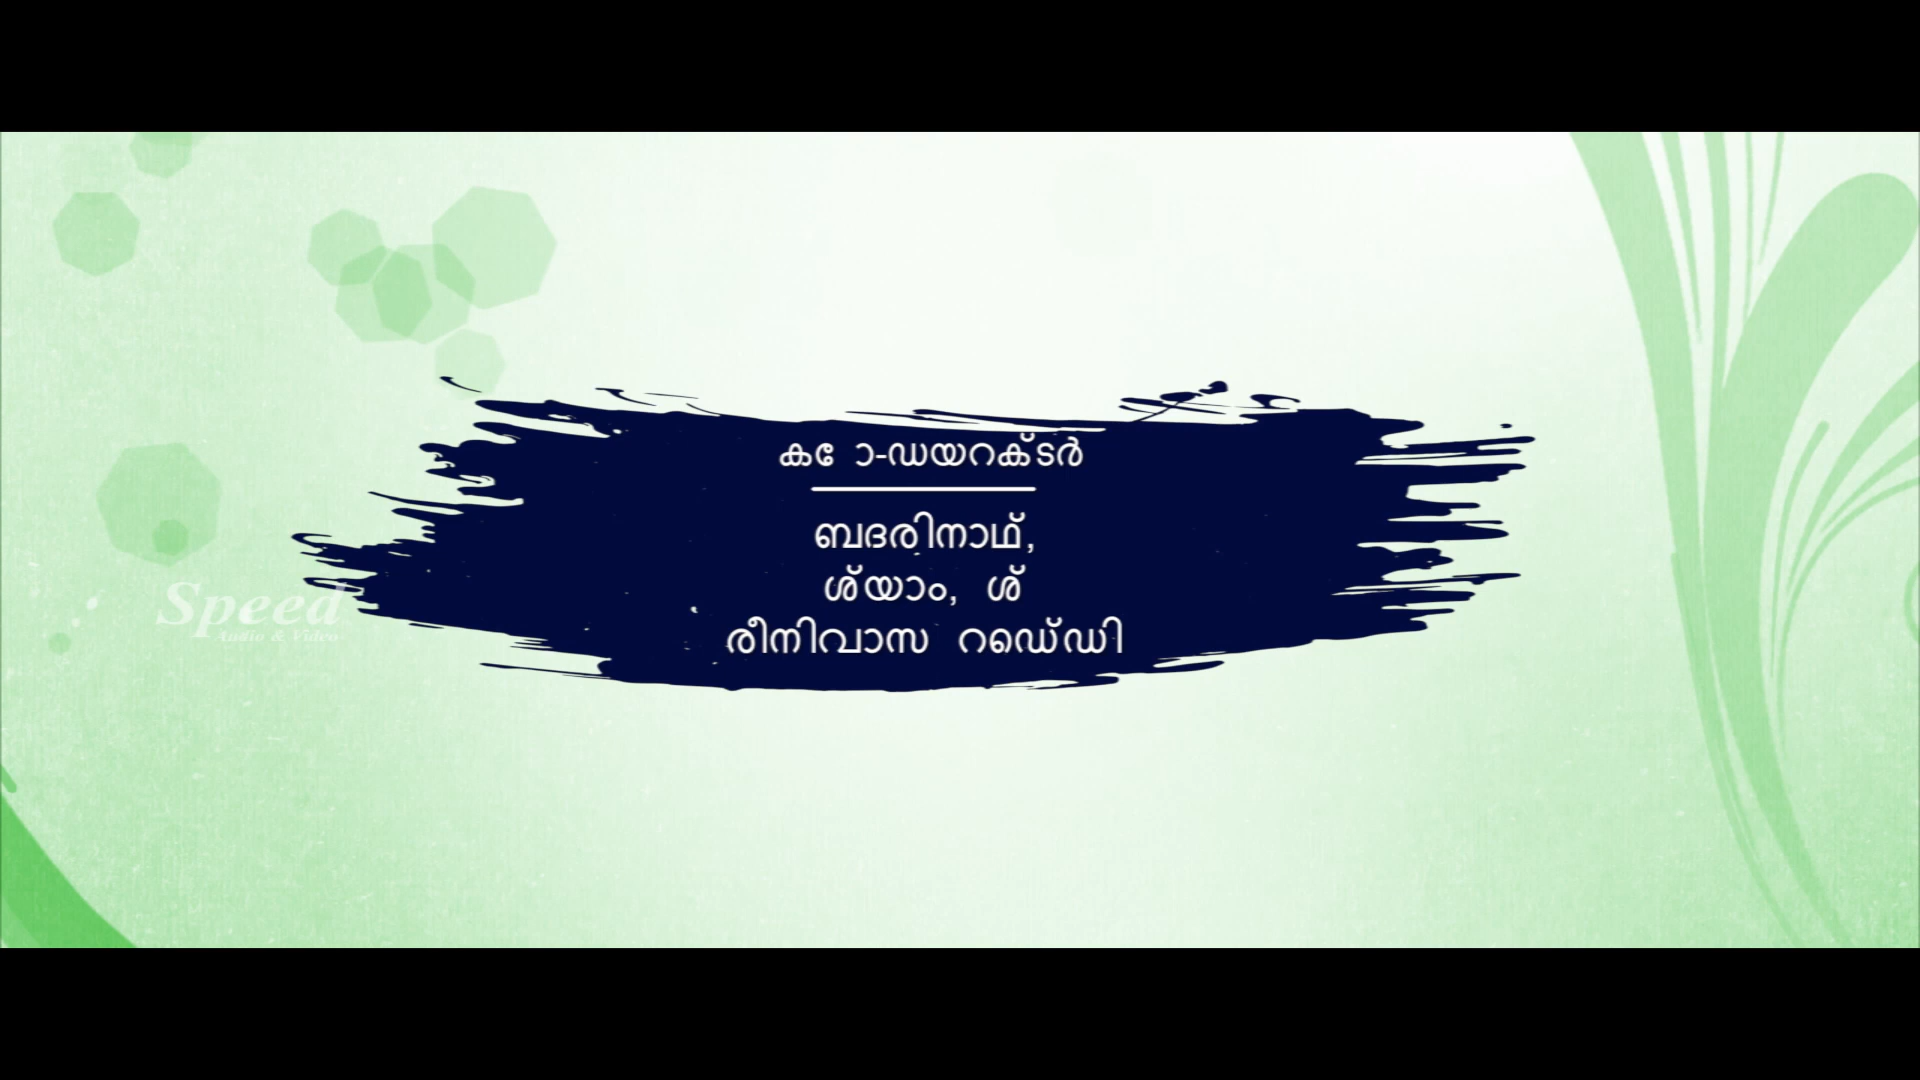 കോ-ഡയറക്ടർ
ബദരിനാഥ്,
ശ്യാം, ശ്
രീനിവാസ റഡ്ഡെി
Speed
Audio & Video